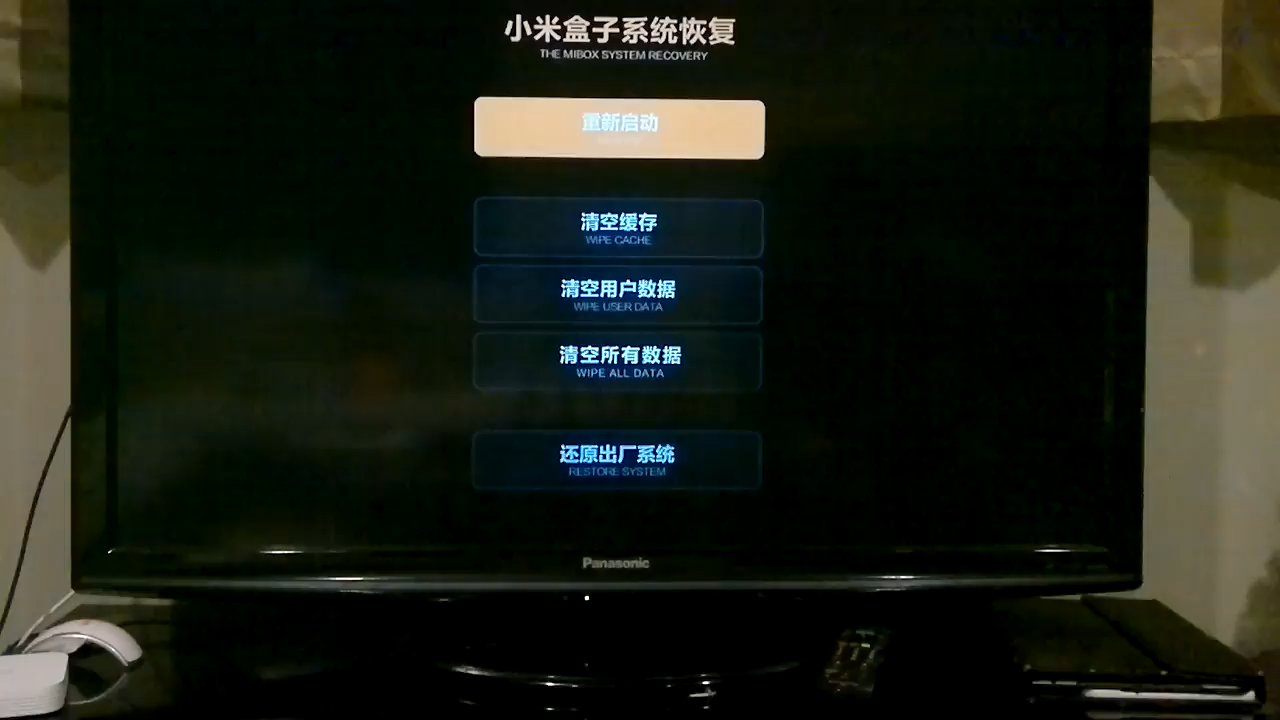 小米盒子系统恢复
THE MIBOX SYSTEM RECOVERY
重新启动
清空缓存
WIPE CACHE
清空用户数据
WIPE USER DATA
清空所有数据
WIPE ALL DATA
还原出厂系统
RESTORE SYSTEM
Panasonic